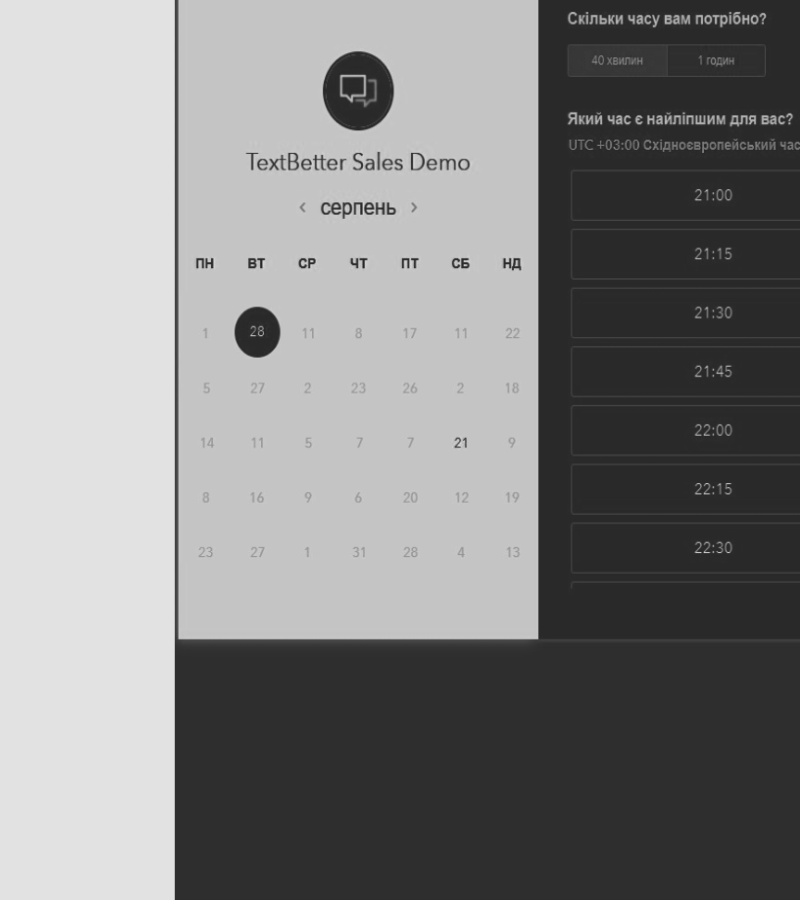 TextBetter Sales Demo
серпень
ПН ВТ СР ЧТ ПТ СБ НД
1 28 11 8 17 11 22
5 27 2 23 26 2 18
14 11 5 7 7 21 9
8 16 9 6 20 12 19
23 27 1 31 28 4 13
Скільки часу вам потрібно?
40 хвилин 1 годин
Який час є найліпшим для вас?
UTC +03:00 Східноєвропейський час
21:00
21:15
21:30
21:45
22:00
22:15
22:30